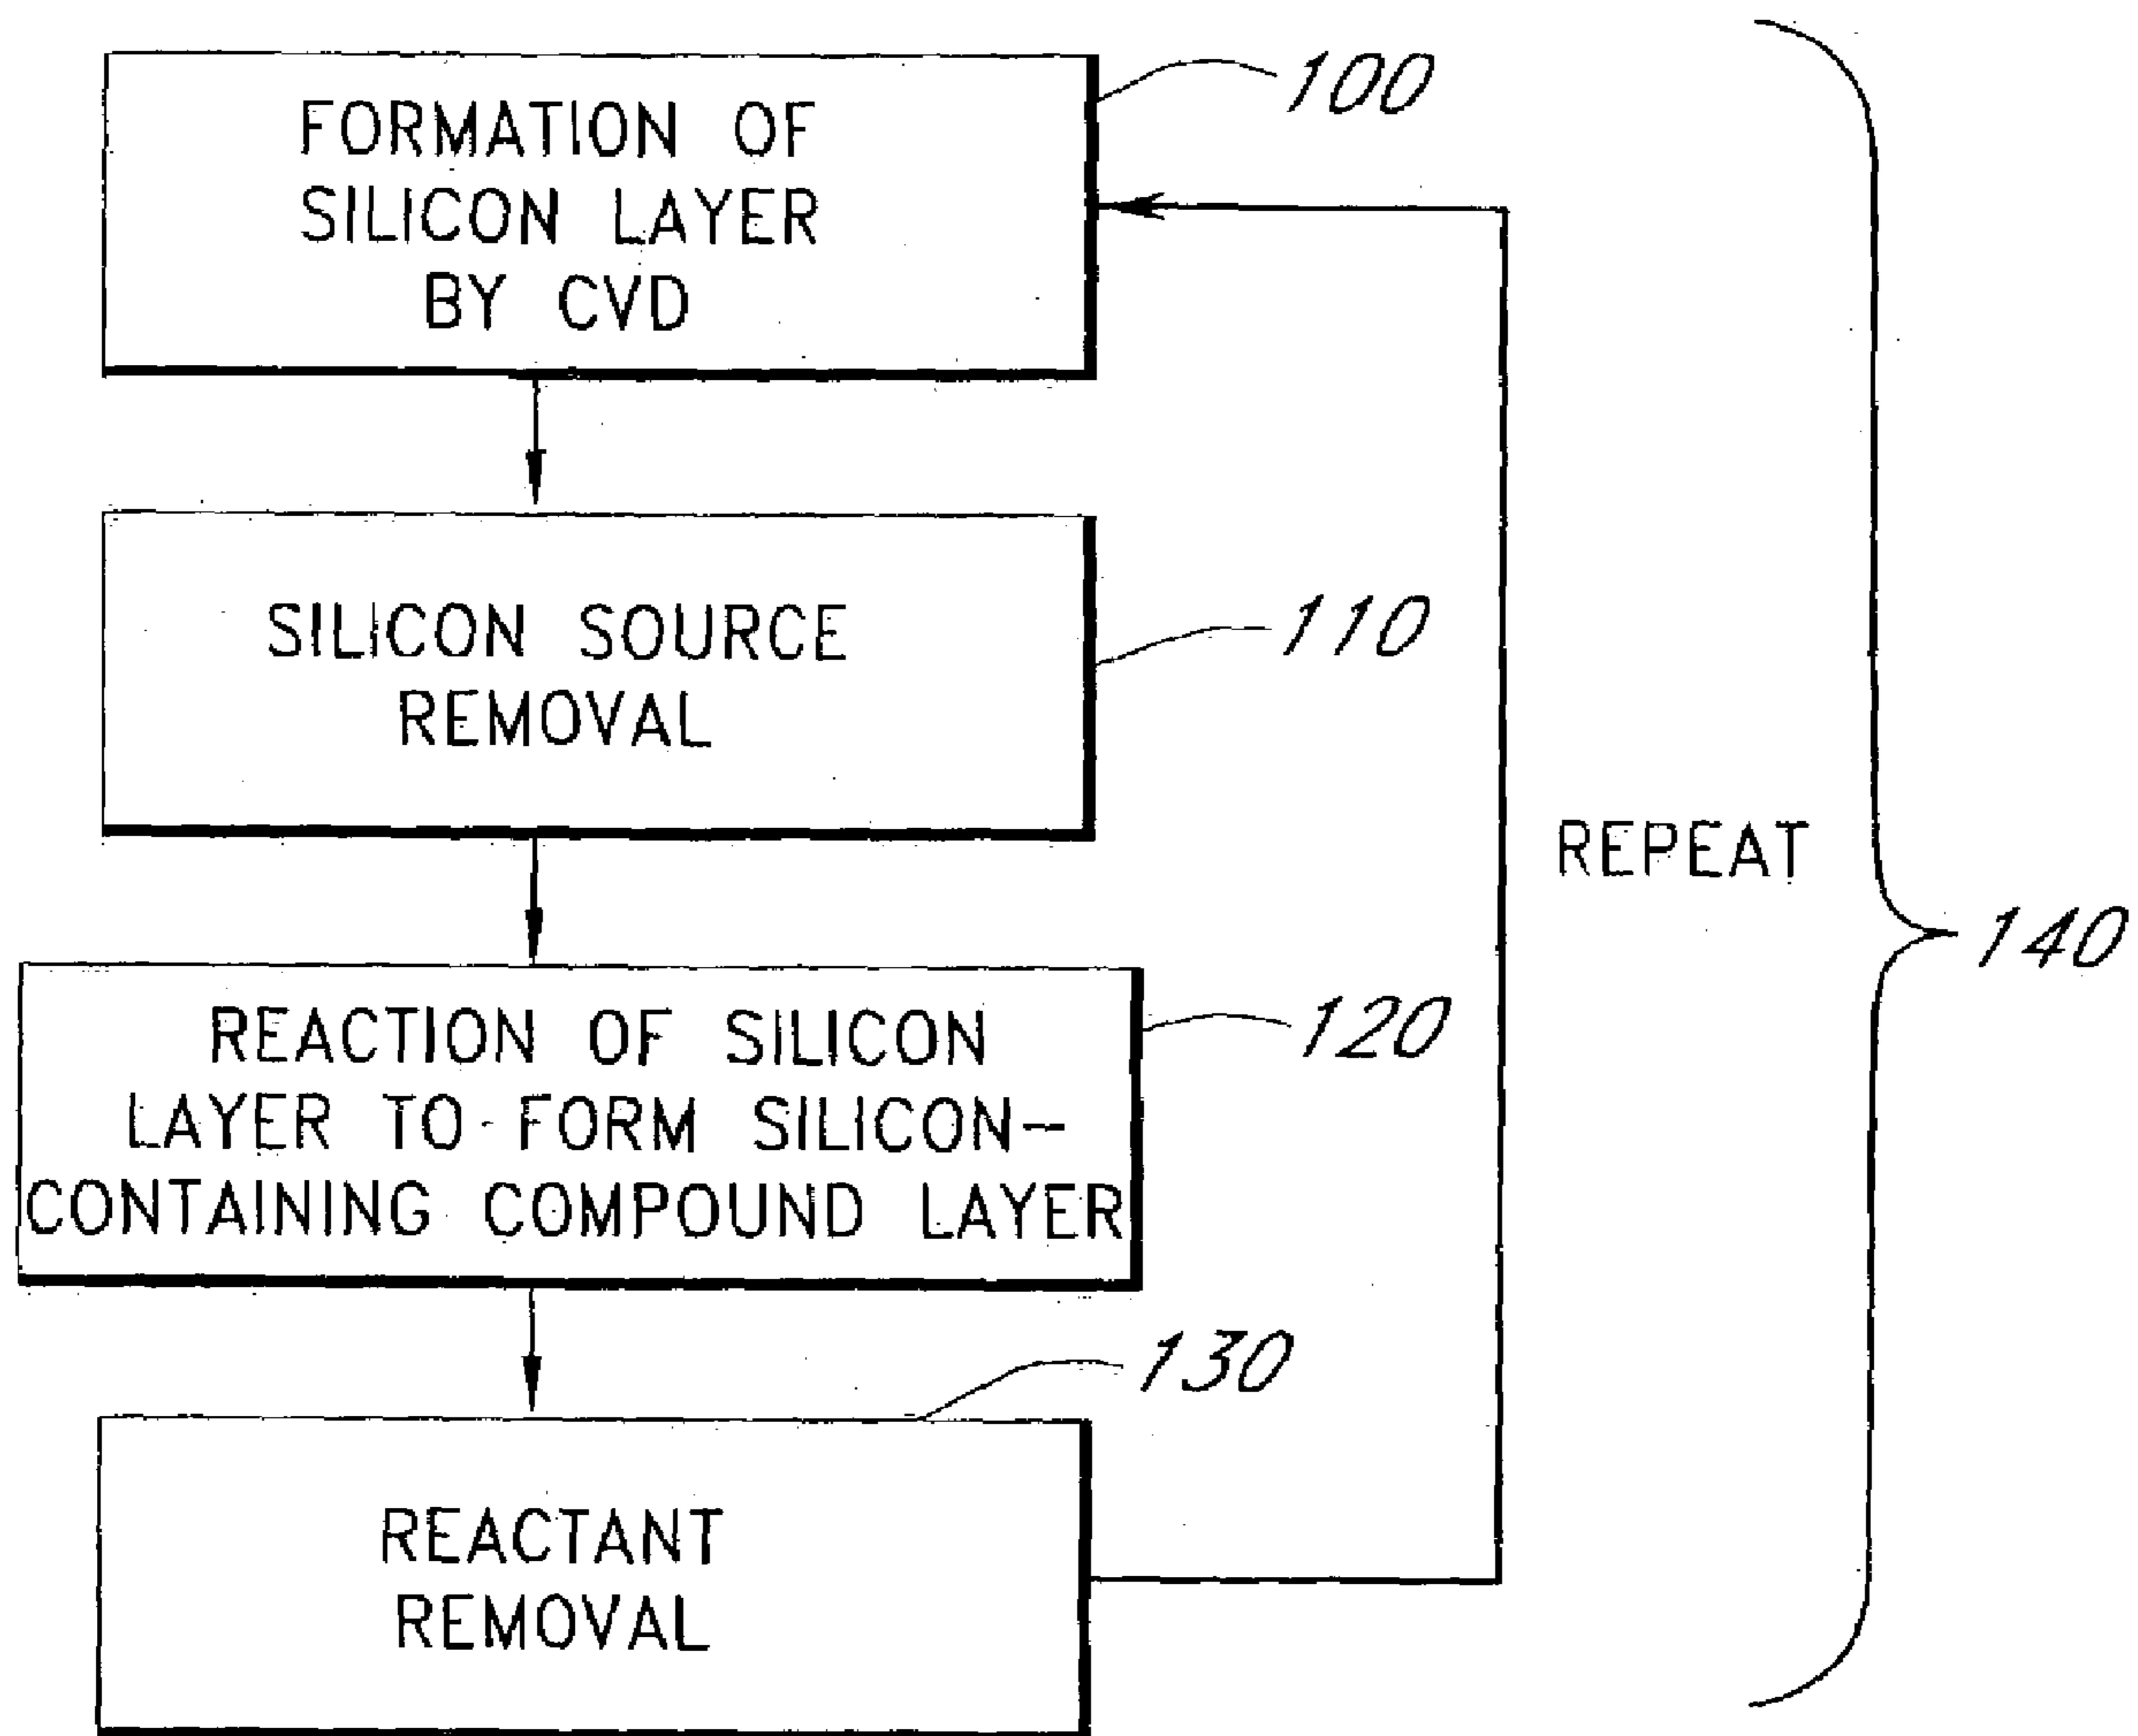 FORMATION OF
SILICON LAYER
BY CVD
100
SILICON SOURCE
REMOVAL
110
REPEAT
140
REACTION OF SILICON
LAYER TO FORM SILICON-
CONTAINING COMPOUND LAYER
120
130
REACTANT
REMOVAL